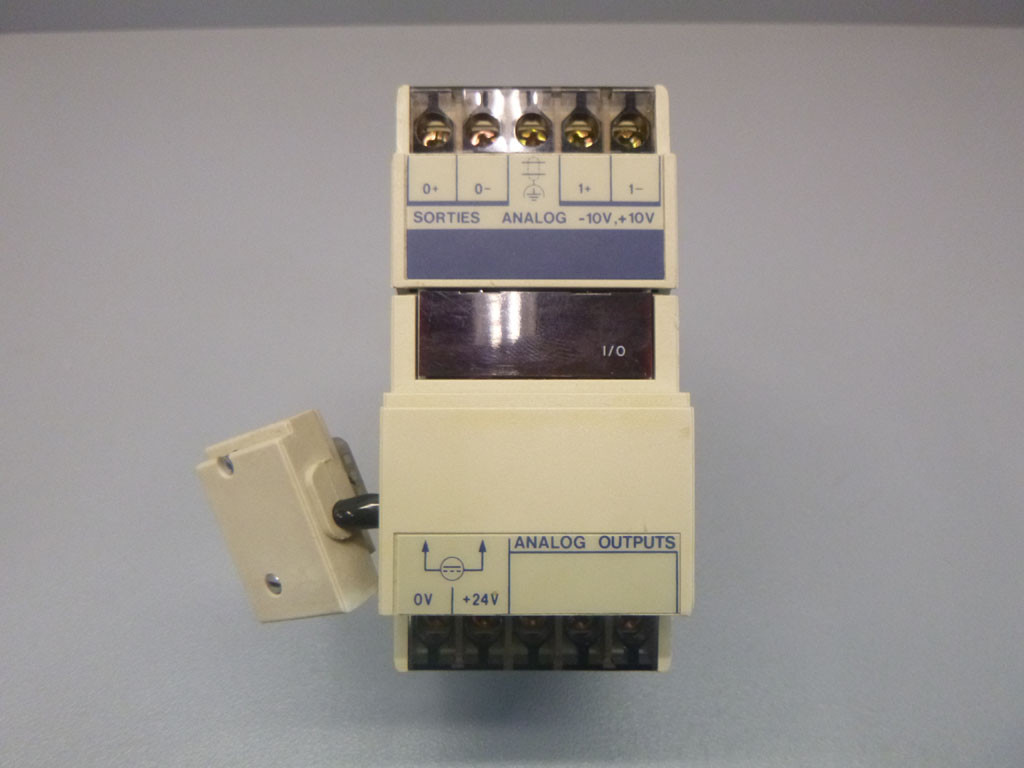 0+ 0- 1+ 1-
SORTIES ANALOG -10V,+10V
I/O
ANALOG OUTPUTS
0V +24V